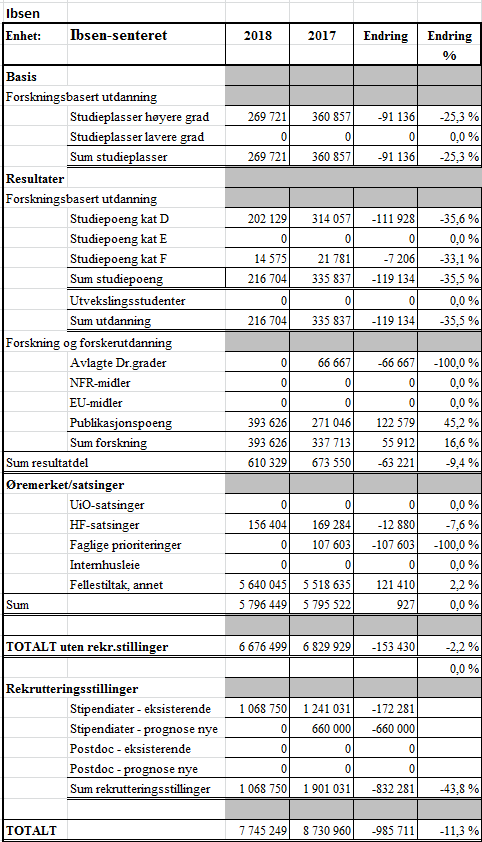 Ibsen
Enhet: Ibsen-senteret 2018 2017 Endring Endring %
Basis
Forskningsbasert utdanning
Studieplasser høyere grad 269 721 360 857 -91 136 -25,3 %
Studieplasser lavere grad 0 0 0 0,0 %
Sum studieplasser 269 721 360 857 -91 136 -25,3 %
Resultater
Forskningsbasert utdanning
Studiepoeng kat D 202 129 314 057 -111 928 -35,6 %
Studiepoeng kat E 0 0 0 0,0 %
Studiepoeng kat F 14 575 21 781 -7 206 -33,1 %
Sum studiepoeng 216 704 335 837 -119 134 -35,5 %
Utvekslingsstudenter 0 0 0 0,0 %
Sum utdanning 216 704 335 837 -119 134 -35,5 %
Forskning og forskerutdanning
Avlagte Dr.grader 0 66 667 -66 667 -100,0 %
NFR-midler 0 0 0 0,0 %
EU-midler 0 0 0 0,0 %
Publikasjonspoeng 393 626 271 046 122 579 45,2 %
Sum forskning 393 626 337 713 55 912 16,6 %
Sum resultatdel 610 329 673 550 -63 221 -9,4 %
Øremerket/satsinger
UiO-satsinger 0 0 0 0,0 %
HF-satsinger 156 404 169 284 -12 880 -7,6 %
Faglige prioriteringer 0 107 603 -107 603 -100,0 %
Internhusleie 0 0 0 0,0 %
Fellestiltak, annet 5 640 045 5 518 635 121 410 2,2 %
Sum 5 796 449 5 795 522 927 0,0 %
TOTALT uten rekr.stillinger 6 676 499 6 829 929 -153 430 -2,2 %
0,0 %
Rekrutteringsstillinger
Stipendiater - eksisterende 1 068 750 1 241 031 -172 281
Stipendiater - prognose nye 0 660 000 -660 000
Postdoc - eksisterende 0 0 0
Postdoc - prognose nye 0 0 0
Sum rekrutteringsstillinger 1 068 750 1 901 031 -832 281 -43,8 %
TOTALT 7 745 249 8 730 960 -985 711 -11,3 %